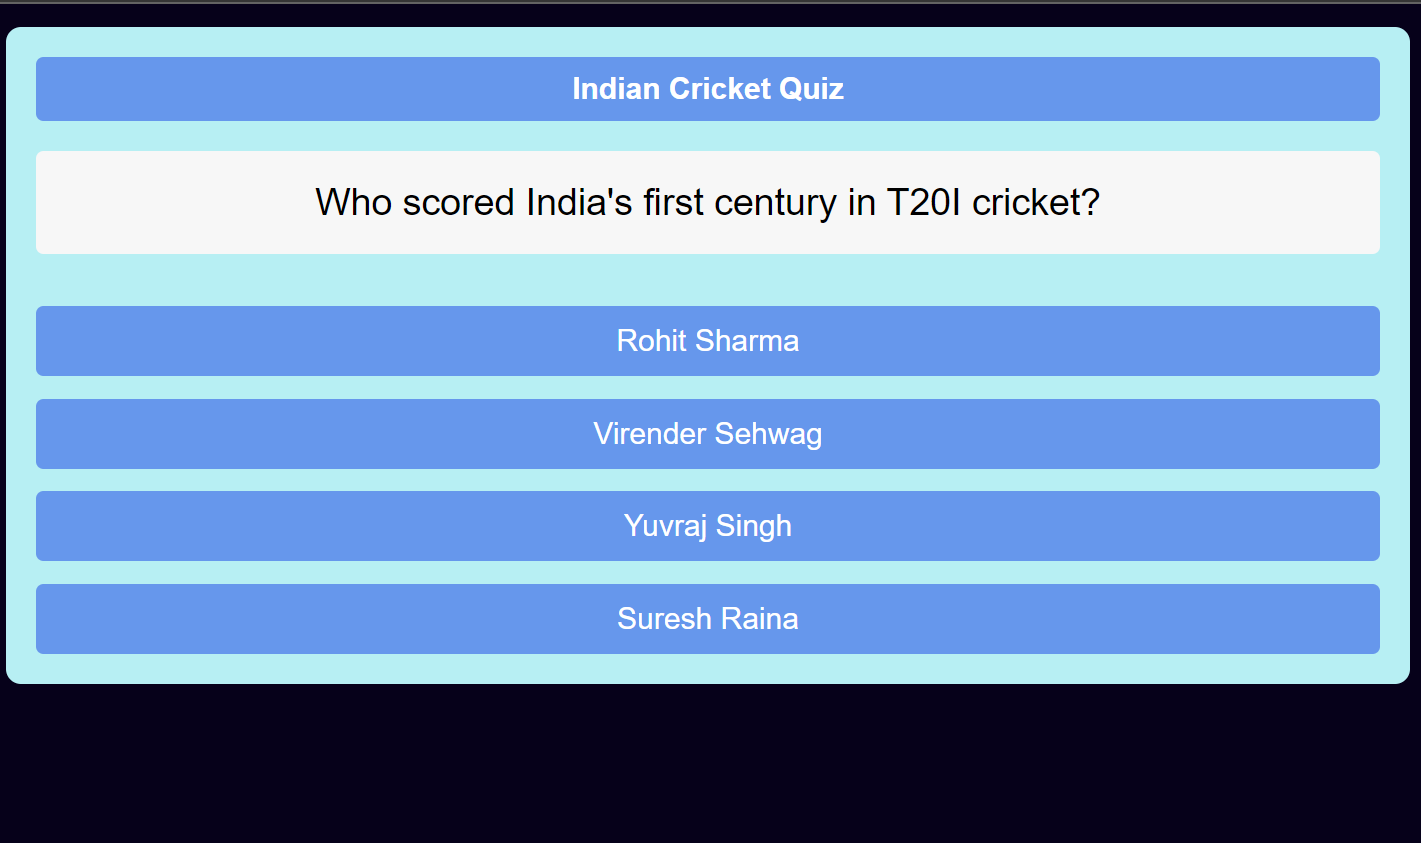 Indian Cricket Quiz
Who scored India's first century in T20I cricket?
Rohit Sharma
Virender Sehwag
Yuvraj Singh
Suresh Raina